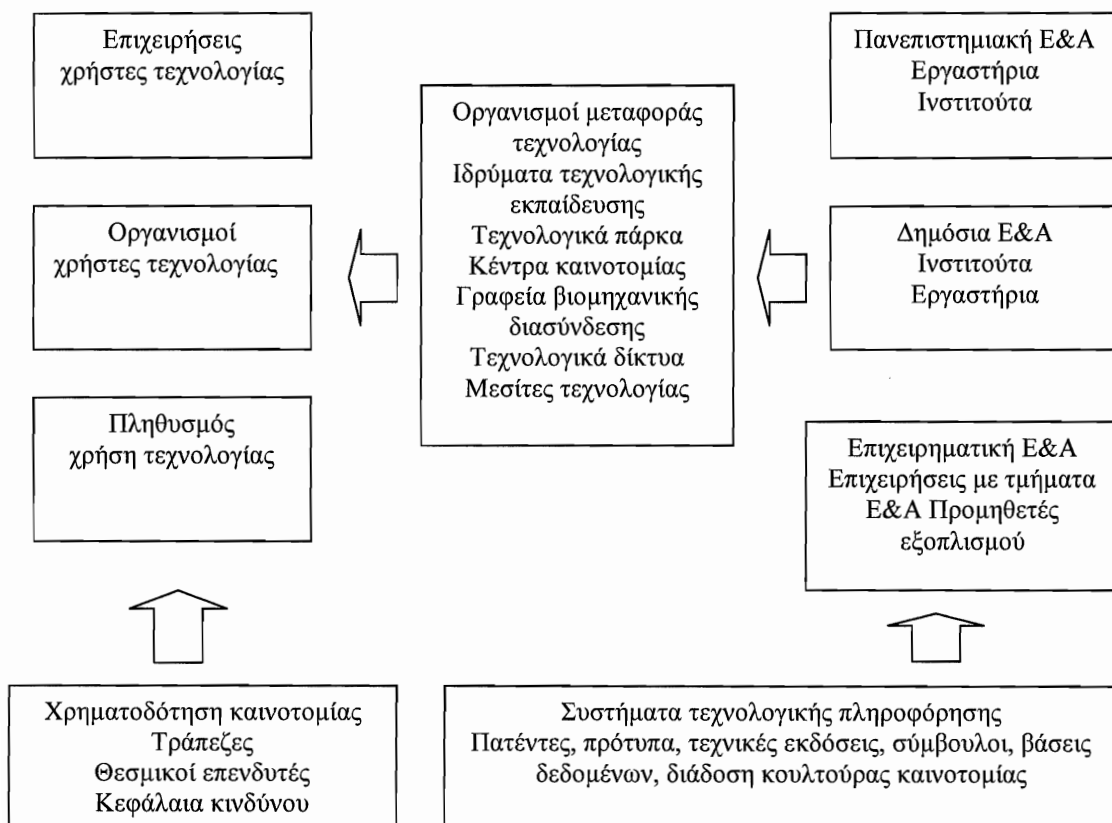 Επιχειρήσεις
χρήστες τεχνολογίας
Οργανισμοί
χρήστες τεχνολογίας
Πληθυσμός
χρήση τεχνολογίας
Οργανισμοί μεταφοράς
τεχνολογίας
Ιδρύματα τεχνολογικής
εκπαίδευσης
Τεχνολογικά πάρκα
Κέντρα καινοτομίας
Γραφεία βιομηχανικής
διασύνδεσης
Τεχνολογικά δίκτυα
Μεσίτες τεχνολογίας
Πανεπιστημιακή Ε&Α
Εργαστήρια
Ινστιτούτα
Δημόσια Ε&Α
Ινστιτούτα
Εργαστήρια
Επιχειρηματική Ε&Α
Επιχειρήσεις με τμήματα
Ε&Α Προμηθετές
εξοπλισμού
Χρηματοδότηση καινοτομίας
Τράπεζες
Θεσμικοί επενδυτές
Κεφάλαια κινδύνου
Συστήματα τεχνολογικής πληροφόρησης
Πατέντες, πρότυπα, τεχνικές εκδόσεις, σύμβουλοι, βάσεις
δεδομένων, διάδοση κουλτούρας καινοτομίας